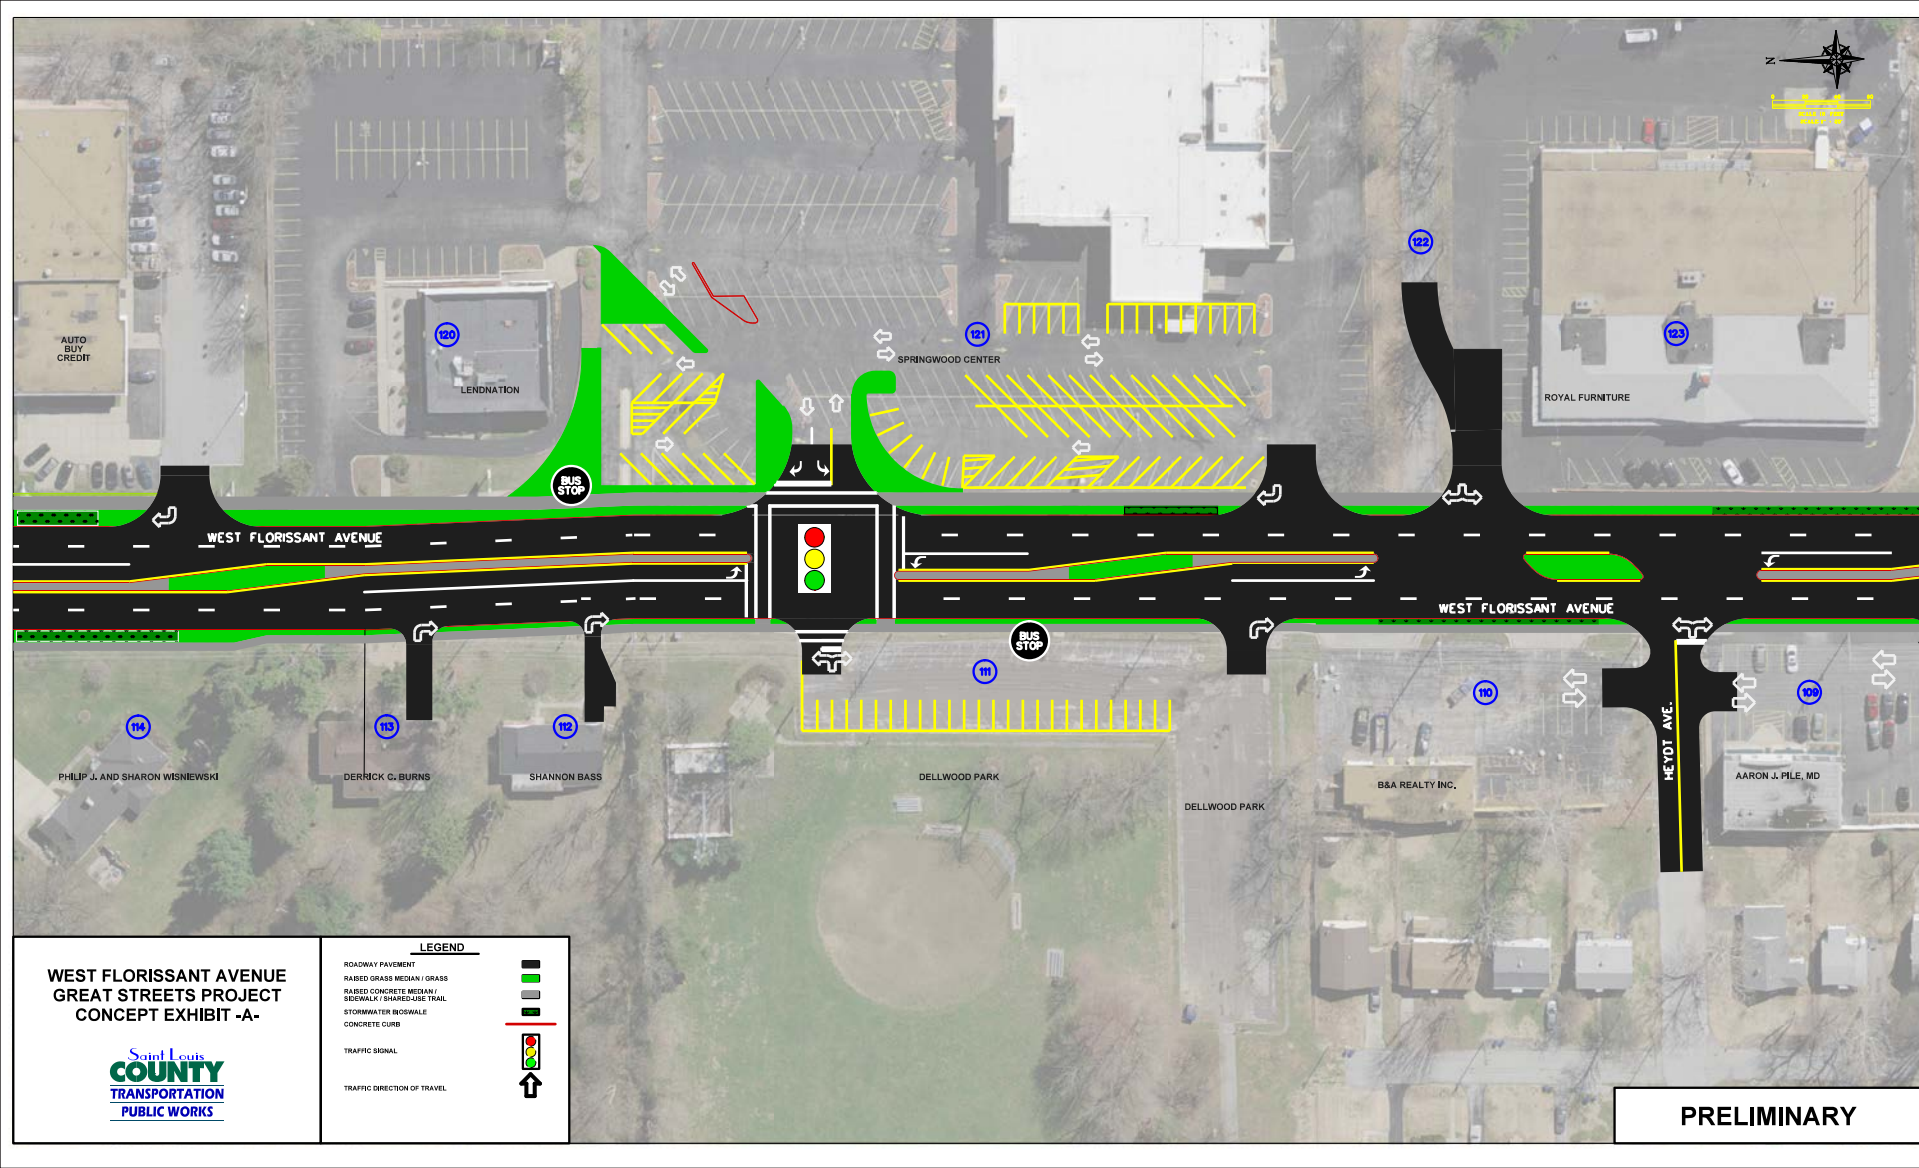 N
122
120
121
123
AUTO
BUY
CREDIT
SPRINGWOOD CENTER
LENDNATION
ROYAL FURNITURE
BUS
STOP
WEST FLORISSANT AVENUE
WEST FLORISSANT AVENUE
BUS
STOP
111
110
109
114
113
112
HEYDT AVE.
PHILIP J. AND SHARON WISNIEWSKI
DERRICK C. BURNS
SHANNON BASS
DELLWOOD PARK
B&A REALTY INC.
AARON J. PILE, MD
DELLWOOD PARK
WEST FLORISSANT AVENUE
GREAT STREETS PROJECT
CONCEPT EXHIBIT -A-
Saint Louis
COUNTY
TRANSPORTATION
PUBLIC WORKS
LEGEND
ROADWAY PAVEMENT
RAISED GRASS MEDIAN / GRASS
RAISED CONCRETE MEDIAN /
SIDEWALK / SHARED-USE TRAIL
STORMWATER BIOSWALE
CONCRETE CURB
TRAFFIC SIGNAL
TRAFFIC DIRECTION OF TRAVEL
PRELIMINARY